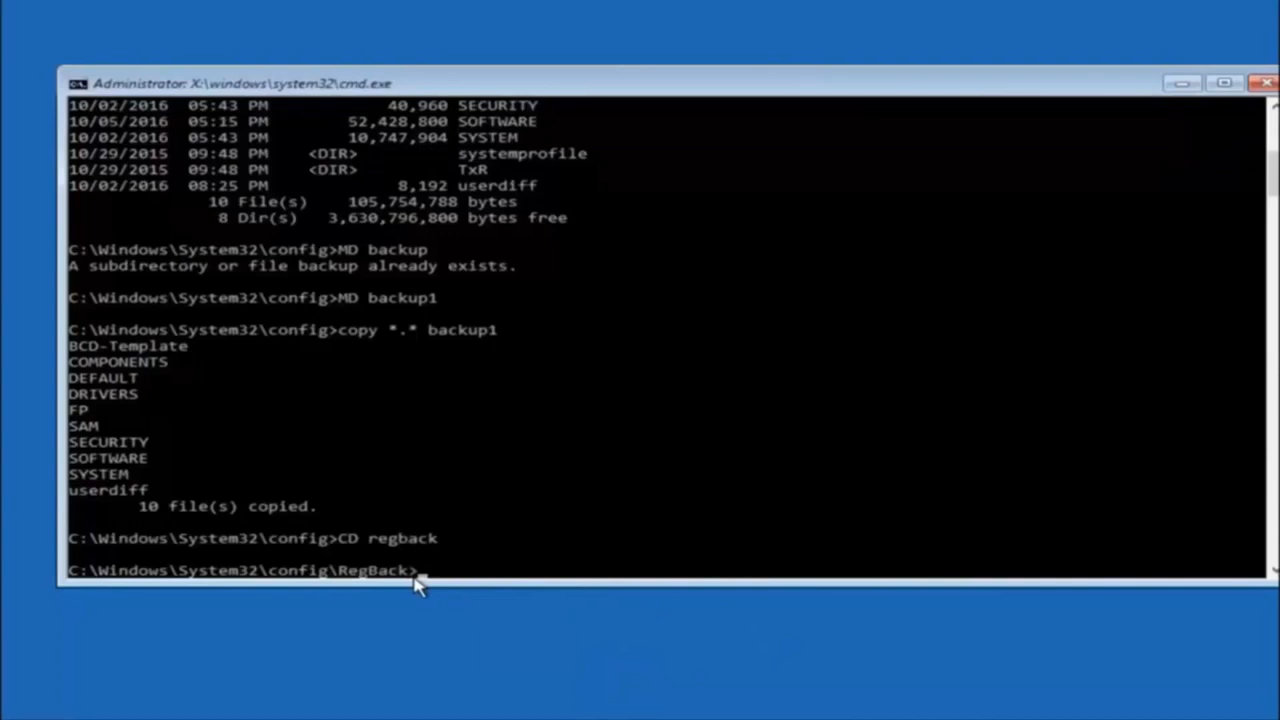 Administrator: X:\windows\system32\cmd.exe
10/02/2016  05:43 PM            40,960 SECURITY
10/05/2016  05:15 PM        52,428,800 SOFTWARE
10/02/2016  05:43 PM        10,747,904 SYSTEM
10/29/2015  09:48 PM    <DIR>          systemprofile
10/29/2015  09:48 PM    <DIR>          TxR
10/02/2016  08:25 PM             8,192 userdiff
10 File(s)    105,754,788 bytes
8 Dir(s)   3,630,796,800 bytes free
C:\Windows\System32\config>MD backup
A subdirectory or file backup already exists.
C:\Windows\System32\config>MD backup1
C:\Windows\System32\config>copy *.* backup1
BCD-Template
COMPONENTS
DEFAULT
DRIVERS
FP
SAM
SECURITY
SOFTWARE
SYSTEM
userdiff
10 file(s) copied.
C:\Windows\System32\config>CD regback
C:\Windows\System32\config\RegBack>_